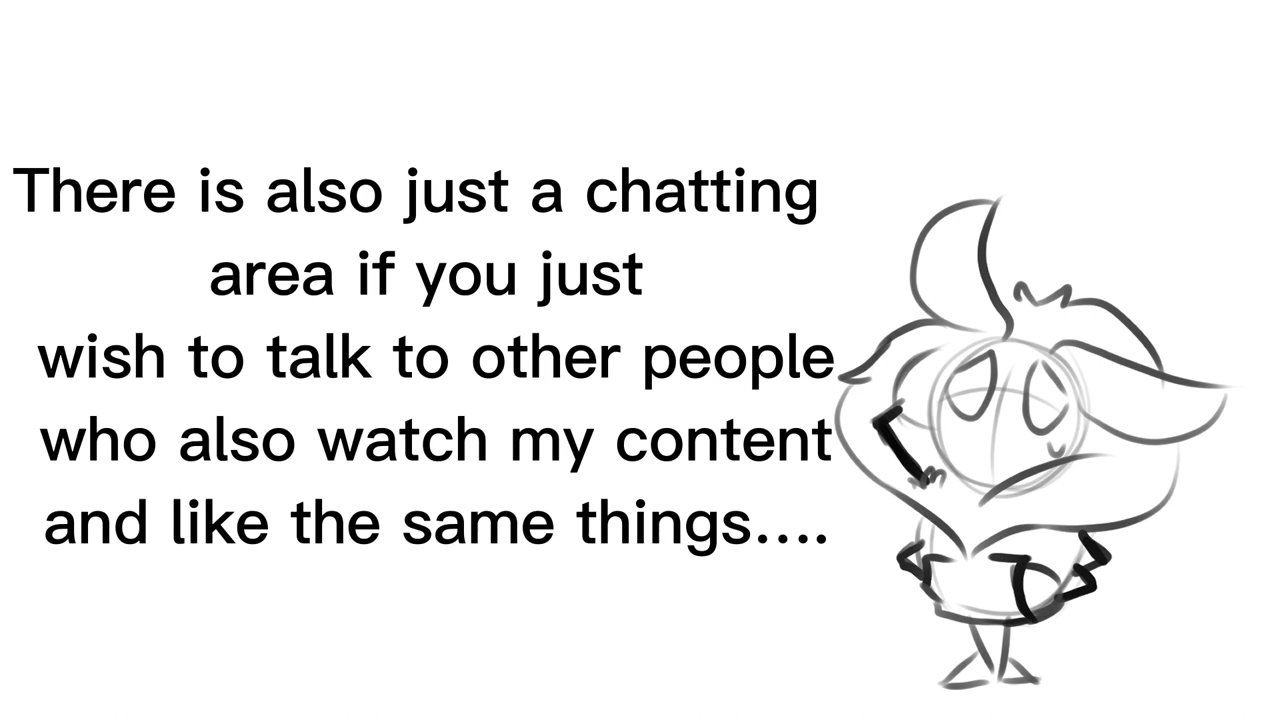 There is also just a chatting
area if you just
wish to talk to other people
who also watch my content
and like the same things....